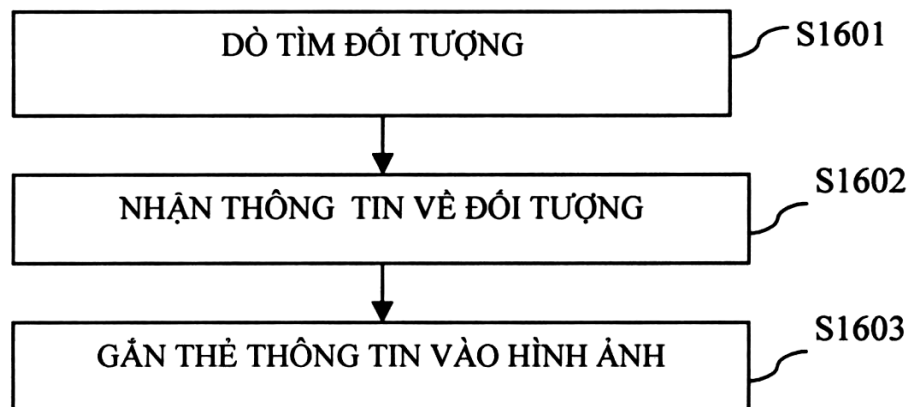 DÒ TÌM ĐỐI TƯỢNG
S1601
NHẬN THÔNG TIN VỀ ĐỐI TƯỢNG
S1602
GẮN THẺ THÔNG TIN VÀO HÌNH ẢNH
S1603